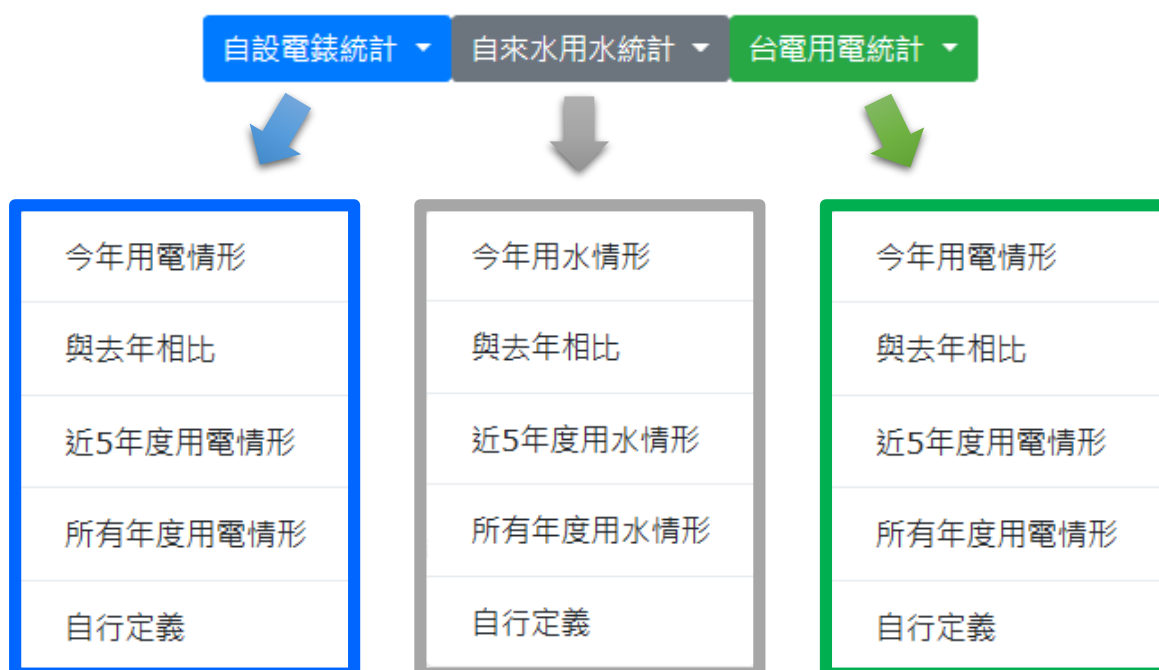 自設電錶統計
自來水用水統計
台電用電統計
今年用電情形
與去年相比
近5年度用電情形
所有年度用電情形
自行定義
今年用水情形
與去年相比
近5年度用水情形
所有年度用水情形
自行定義
今年用電情形
與去年相比
近5年度用電情形
所有年度用電情形
自行定義